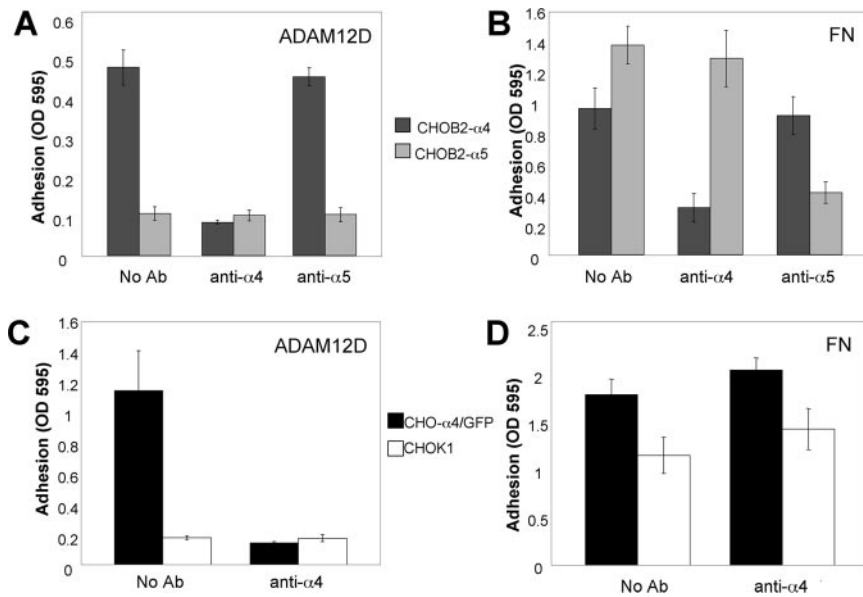 A
ADAM12D
Adhesion (OD 595)
0.6
0.5
0.4
0.3
0.2
0.1
0
No Ab
anti-α4
anti-α5
CHOB2-α4
CHOB2-α5
B
FN
Adhesion (OD 595)
1.6
1.4
1.2
1
0.8
0.6
0.4
0.2
0
No Ab
anti-α4
anti-α5
C
ADAM12D
Adhesion (OD 595)
1.6
1.4
1.2
1
0.8
0.6
0.4
0.2
0
No Ab
anti-α4
CHO-α4/GFP
CHOK1
D
FN
Adhesion (OD 595)
2.5
2
1.5
1
0.5
0
No Ab
anti-α4